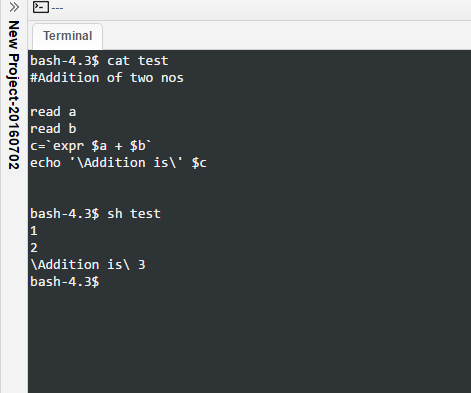 ---
New Project-20160702
Terminal
bash-4.3$ cat test
#Addition of two nos
read a
read b
c=`expr $a + $b`
echo '\Addition is\' $c
bash-4.3$ sh test
1
2
\Addition is\ 3
bash-4.3$